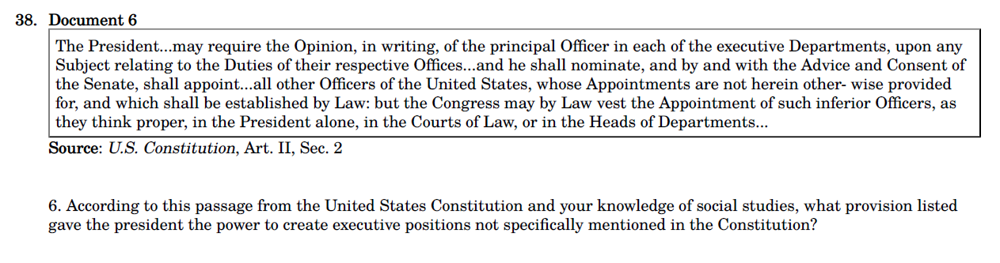 38. Document 6
The President...may require the Opinion, in writing, of the principal Officer in each of the executive Departments, upon any
Subject relating to the Duties of their respective Offices...and he shall nominate, and by and with the Advice and Consent of
the Senate, shall appoint...all other Officers of the United States, whose Appointments are not herein other- wise provided
for, and which shall be established by Law: but the Congress may by Law vest the Appointment of such inferior Officers, as
they think proper, in the President alone, in the Courts of Law, or in the Heads of Departments...
Source: U.S. Constitution, Art. II, Sec. 2
6. According to this passage from the United States Constitution and your knowledge of social studies, what provision listed
gave the president the power to create executive positions not specifically mentioned in the Constitution?